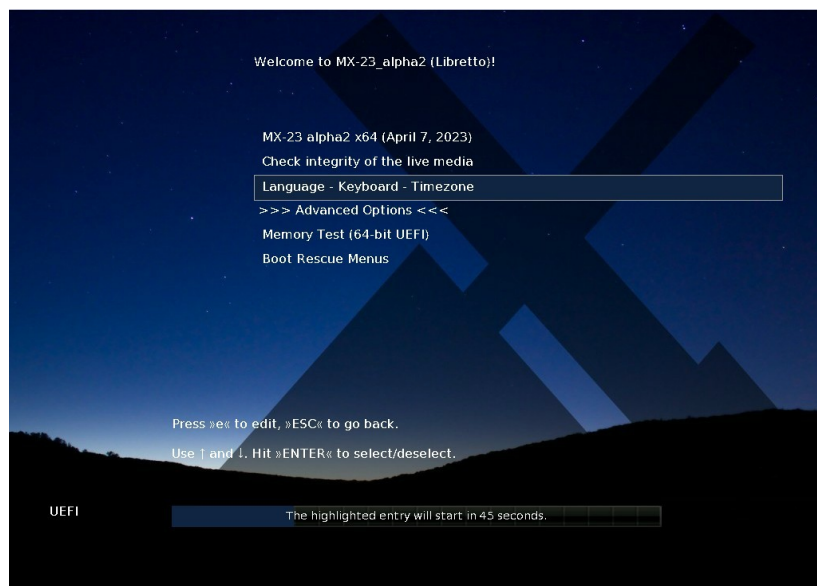 Welcome to MX-23_alpha2 (Libretto)!
MX-23 alpha2 x64 (April 7, 2023)
Check integrity of the live media
Language - Keyboard - Timezone
>>> Advanced Options <<<
Memory Test (64-bit UEFI)
Boot Rescue Menus
Press »e« to edit, »ESC« to go back.
Use ↑ and ↓. Hit »ENTER« to select/deselect.
UEFI
The highlighted entry will start in 45 seconds.